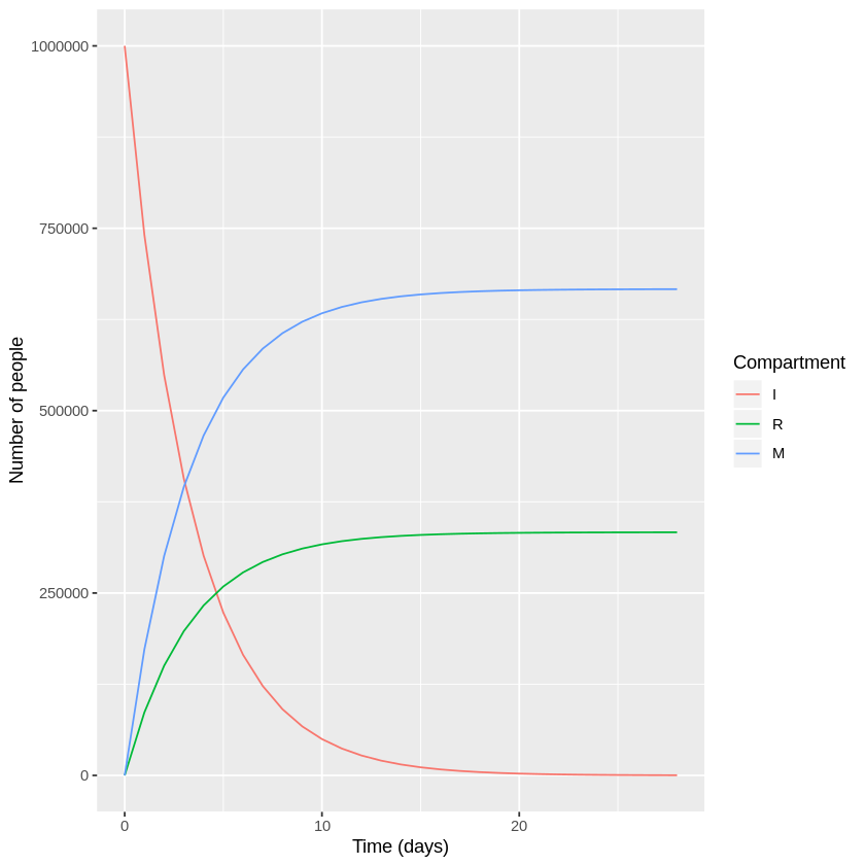 Number of people
1000000
750000
500000
250000
0
0 10 20
Time (days)
Compartment
I
R
M